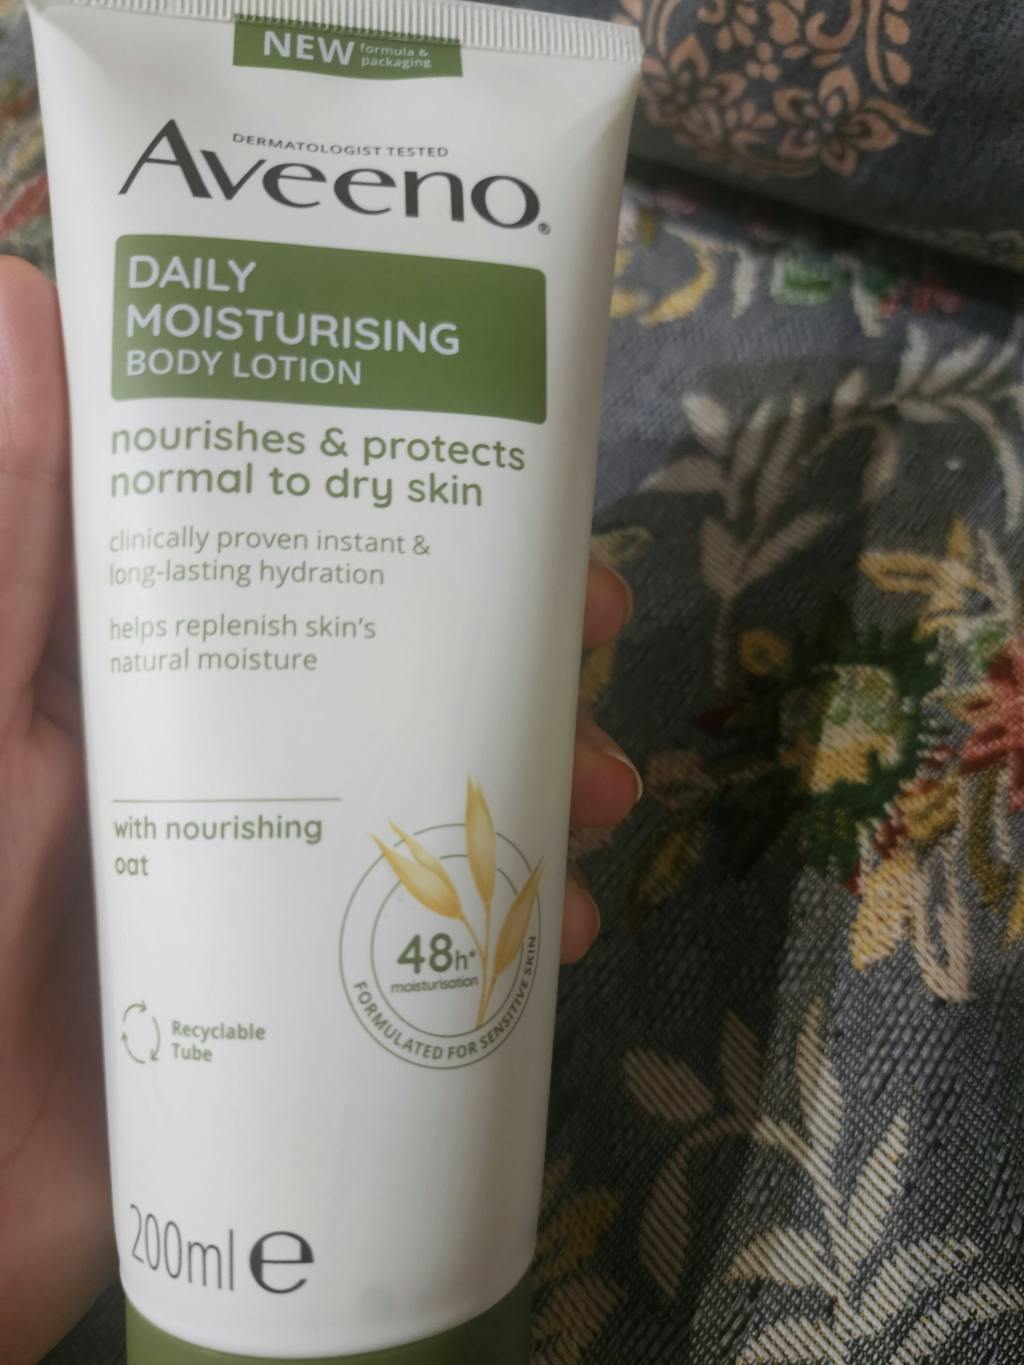 NEW formula &
packaging
DERMATOLOGIST TESTED
Aveeno®
DAILY
MOISTURISING
BODY LOTION
nourishes & protects
normal to dry skin
clinically proven instant &
long-lasting hydration
helps replenish skin's
natural moisture
with nourishing
oat
48h*
moisturisation
FORMULATED FOR SENSITIVE SKIN
Recyclable
Tube
200ml e